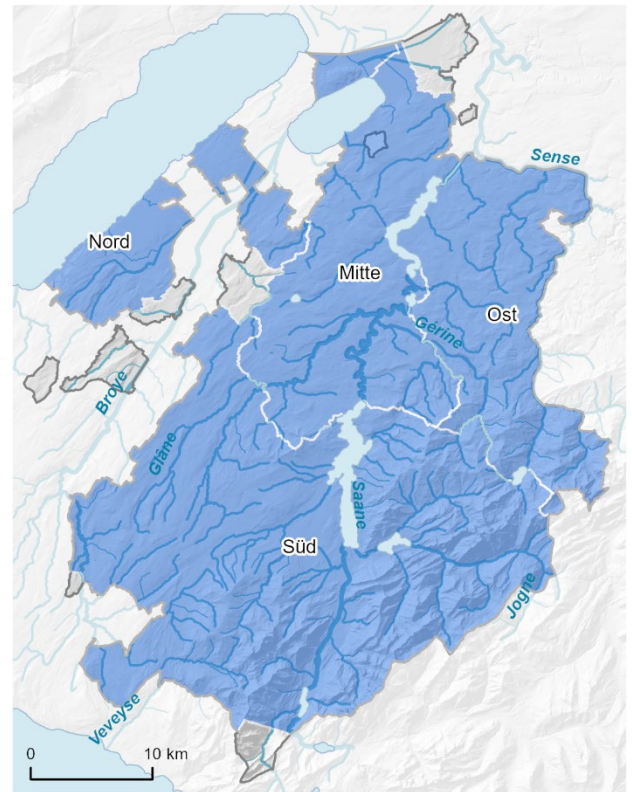 Sense
Nord
Mitte
Ost
Gérine
Broye
Glâne
Saane
Süd
Jogne
Veveyse
0 10 km